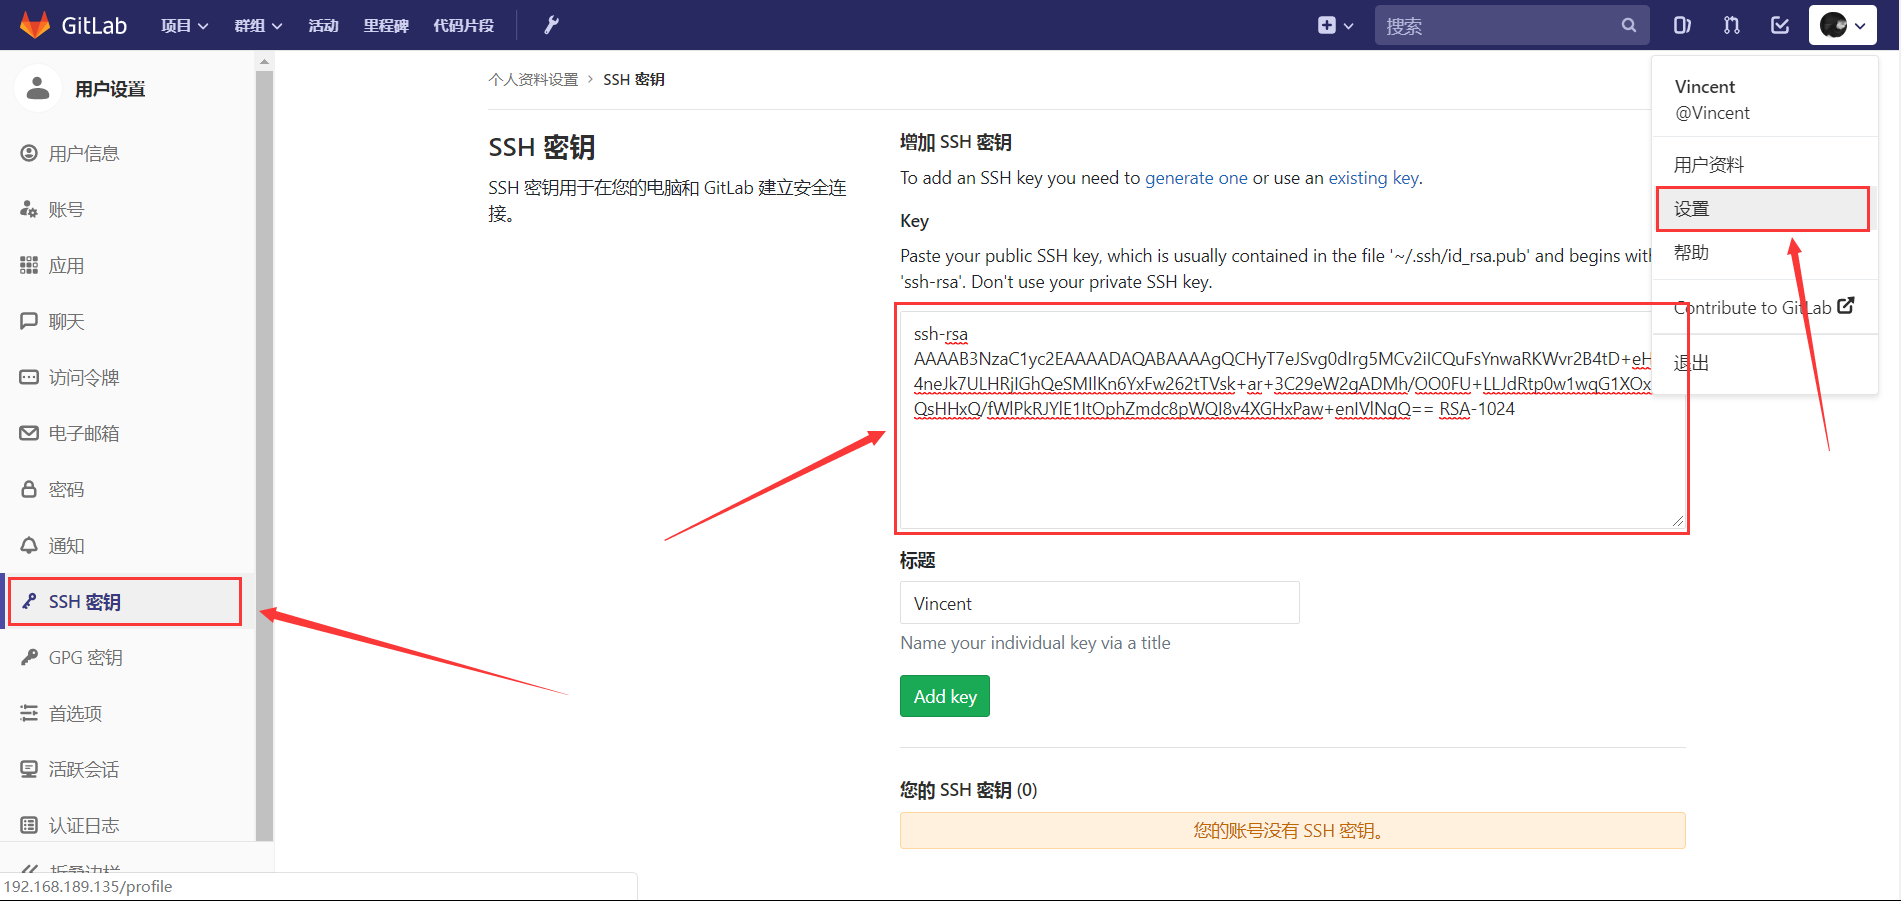 GitLab 项目 群组 活动 里程碑 代码片段 搜索
用户设置
用户信息
账号
应用
聊天
访问令牌
电子邮箱
密码
通知
SSH 密钥
GPG 密钥
首选项
活跃会话
认证日志
折叠边栏
192.168.189.135/profile
个人资料设置 › SSH 密钥
SSH 密钥
SSH 密钥用于在您的电脑和 GitLab 建立安全连
接。
增加 SSH 密钥
To add an SSH key you need to generate one or use an existing key.
Key
Paste your public SSH key, which is usually contained in the file '~/.ssh/id_rsa.pub' and begins with
'ssh-rsa'. Don't use your private SSH key.
ssh-rsa
AAAAB3NzaC1yc2EAAAADAQABAAAAgQCHyT7eJSvg0dIrg5MCv2iICQuFsYnwaRKWvr2B4tD+eH
4neJk7ULHRjIGhQeSMIlKn6YxFw262tTVsk+ar+3C29eW2gADMh/OO0FU+LLJdRtp0w1wqG1XOx
QsHHxQ/fWlPkRJYlE1ItOphZmdc8pWQI8v4XGHxPaw+enIVlNgQ== RSA-1024
标题
Vincent
Name your individual key via a title
Add key
您的 SSH 密钥 (0)
您的账号没有 SSH 密钥。
Vincent
@Vincent
用户资料
设置
帮助
Contribute to GitLab
退出